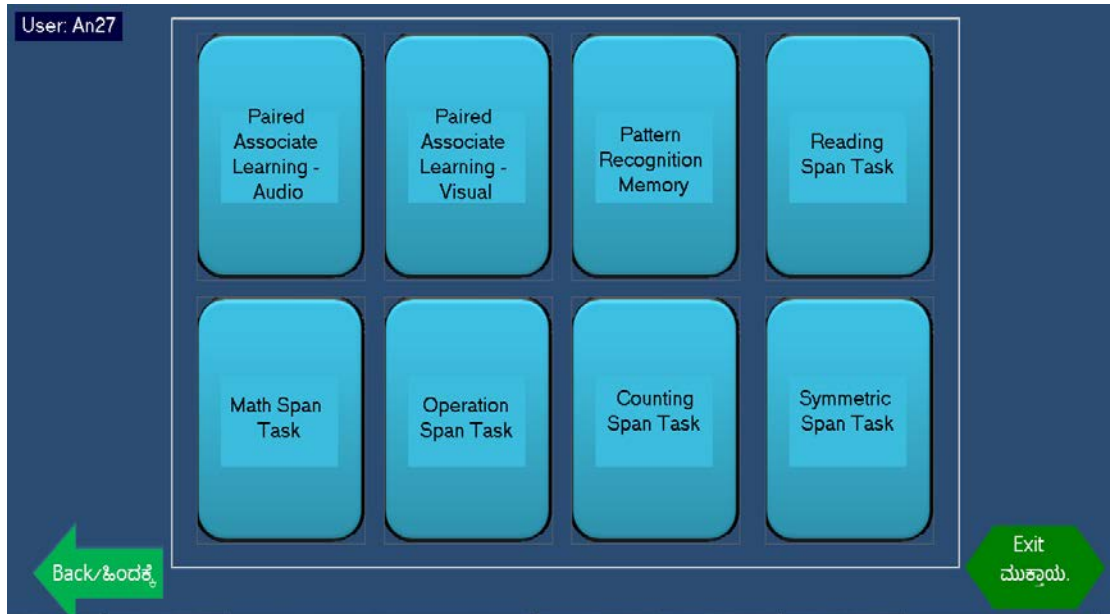 User: An27
Paired
Associate
Learning -
Audio
Paired
Associate
Learning -
Visual
Pattern
Recognition
Memory
Reading
Span Task
Math Span
Task
Operation
Span Task
Counting
Span Task
Symmetric
Span Task
Back/ಹಿಂದಕ್ಕೆ
Exit
ಮುಕ್ತಾಯ.